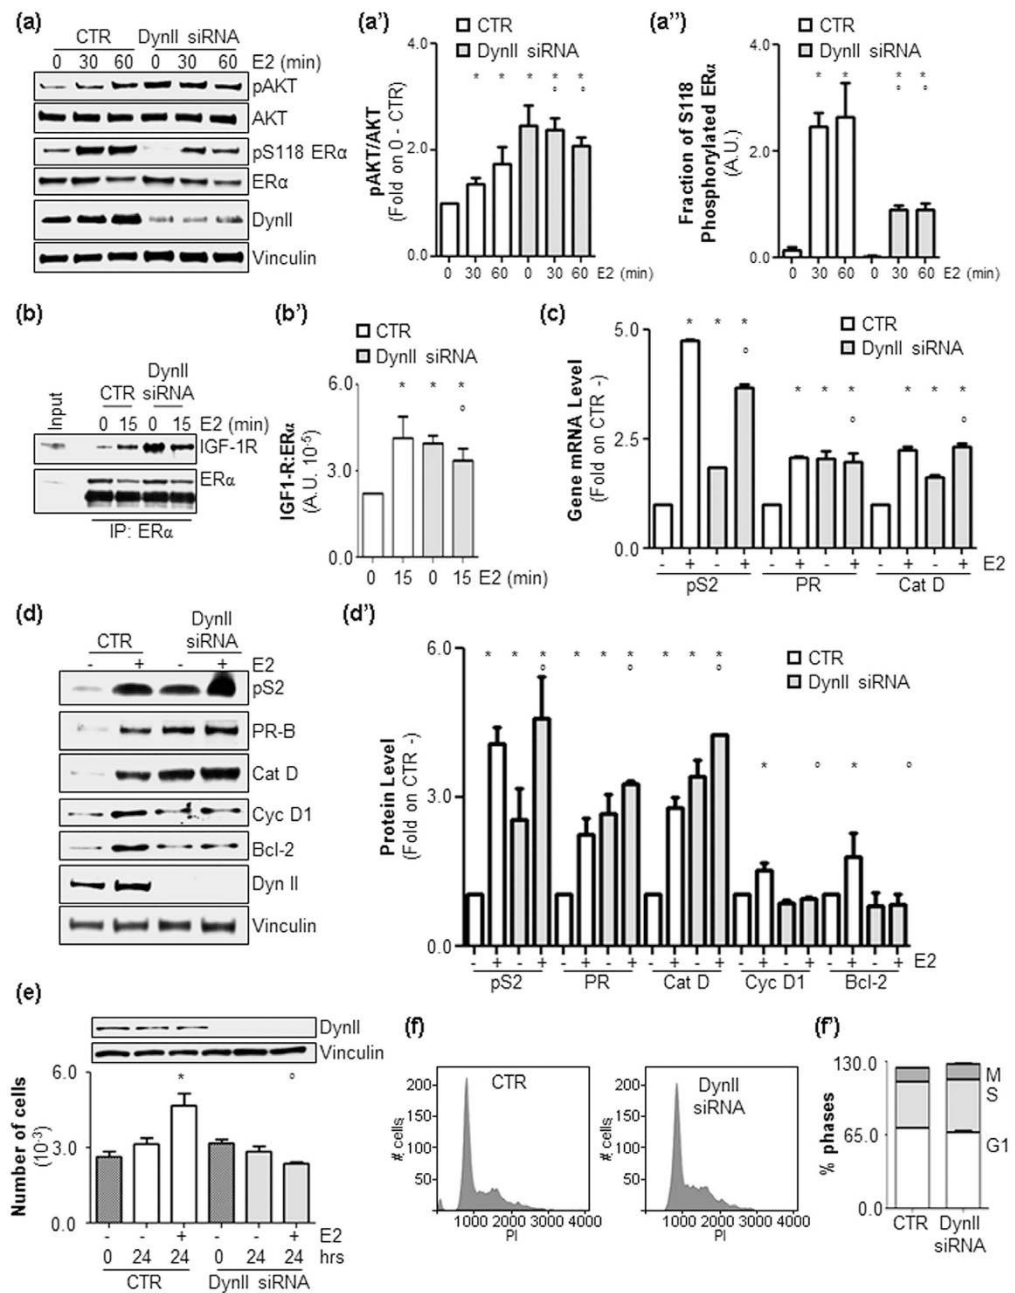 (a)
CTR DynII siRNA
0 30 60 0 30 60 E2 (min)
pAKT
AKT
pS118 ERα
ERα
DynII
Vinculin
(a')
CTR
DynII siRNA
pAKT/AKT
(Fold on 0 - CTR)
4.0
* * * * *
° °
2.0
0.0
0 30 60 0 30 60 E2 (min)
(a'')
CTR
DynII siRNA
Fraction of S118
Phosphorylated ERα
(A.U.)
4.0
* * * *
° °
2.0
0.0
0 30 60 0 30 60 E2 (min)
(b)
Input
DynII
CTR siRNA
0 15 0 15 E2 (min)
IGF-1R
ERα
IP: ERα
(b')
CTR
DynII siRNA
IGF1-R:ERα
(A.U. 10-5)
6.0
* * *
°
3.0
0.0
0 15 0 15 E2 (min)
(c)
CTR
DynII siRNA
Gene mRNA Level
(Fold on CTR -)
5.0
* * *
°
* * *
°
* * *
°
2.5
0.0
- + - + - + - + - + - + E2
pS2 PR Cat D
(d)
DynII
CTR siRNA
- + - + E2
pS2
PR-B
Cat D
Cyc D1
Bcl-2
Dyn II
Vinculin
(d')
CTR
DynII siRNA
Protein Level
(Fold on CTR -)
6.0
* * * * * * * * *
° ° °
* ° * °
3.0
0.0
- + - + - + - + - + - + - + - + - + - + E2
pS2 PR Cat D Cyc D1 Bcl-2
(e)
DynII
Vinculin
Number of cells
(10-3)
6.0
* °
3.0
0.0
- + - + E2
0 24 24 0 24 24 hrs
CTR DynII siRNA
(f)
CTR
# cells
200
150
100
50
1000 2000 3000 4000
PI
DynII
siRNA
# cells
200
150
100
50
1000 2000 3000 4000
PI
(f')
% phases
130.0
65.0
0.0
M
S
G1
CTR DynII
siRNA